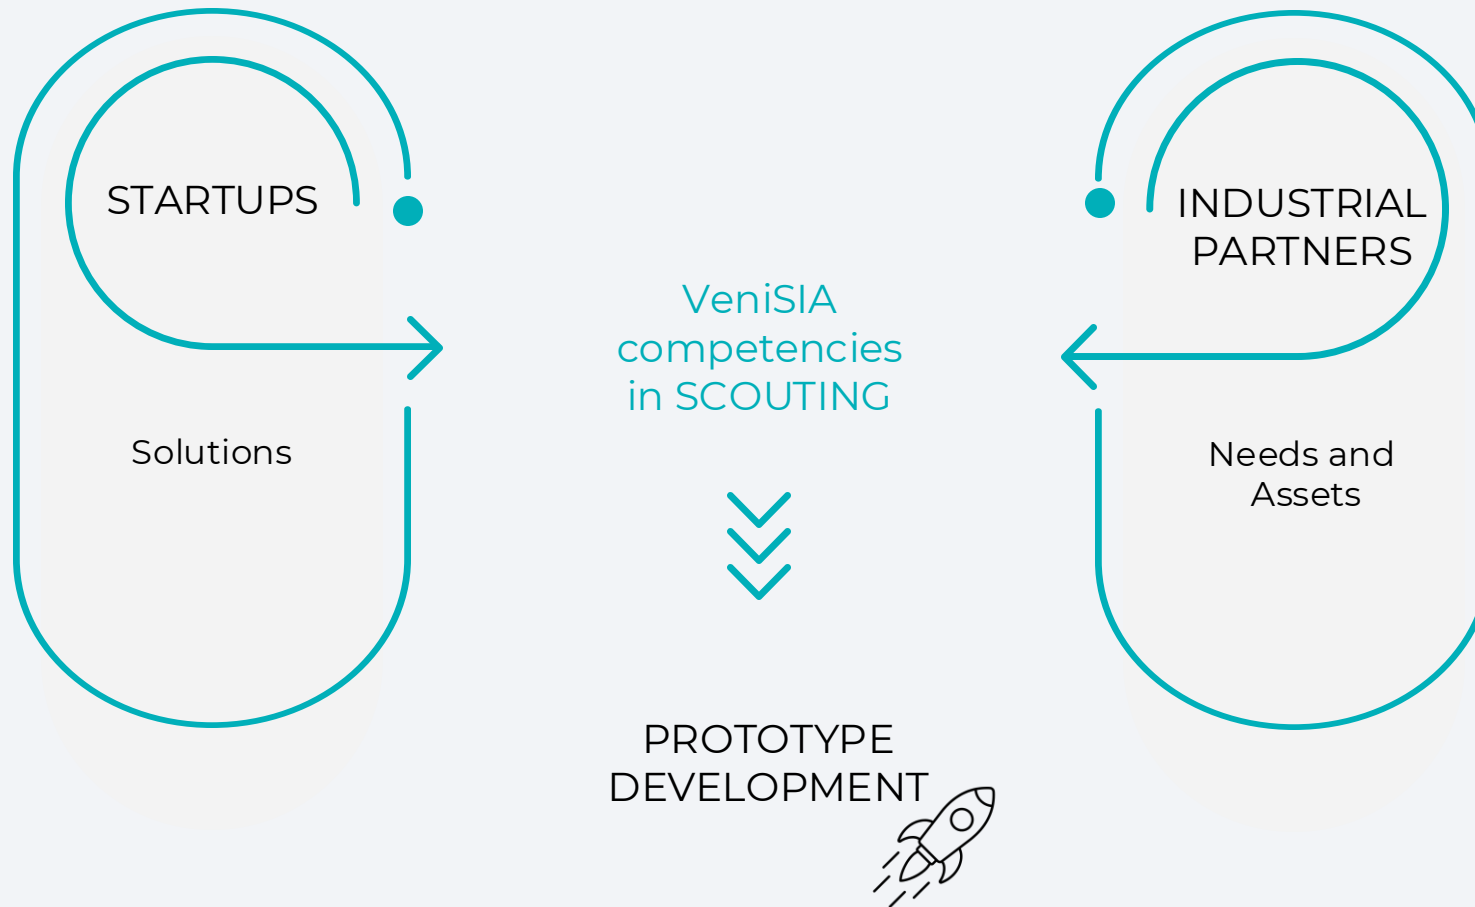 STARTUPS
Solutions
VeniSIA
competencies
in SCOUTING
PROTOTYPE
DEVELOPMENT
INDUSTRIAL
PARTNERS
Needs and
Assets